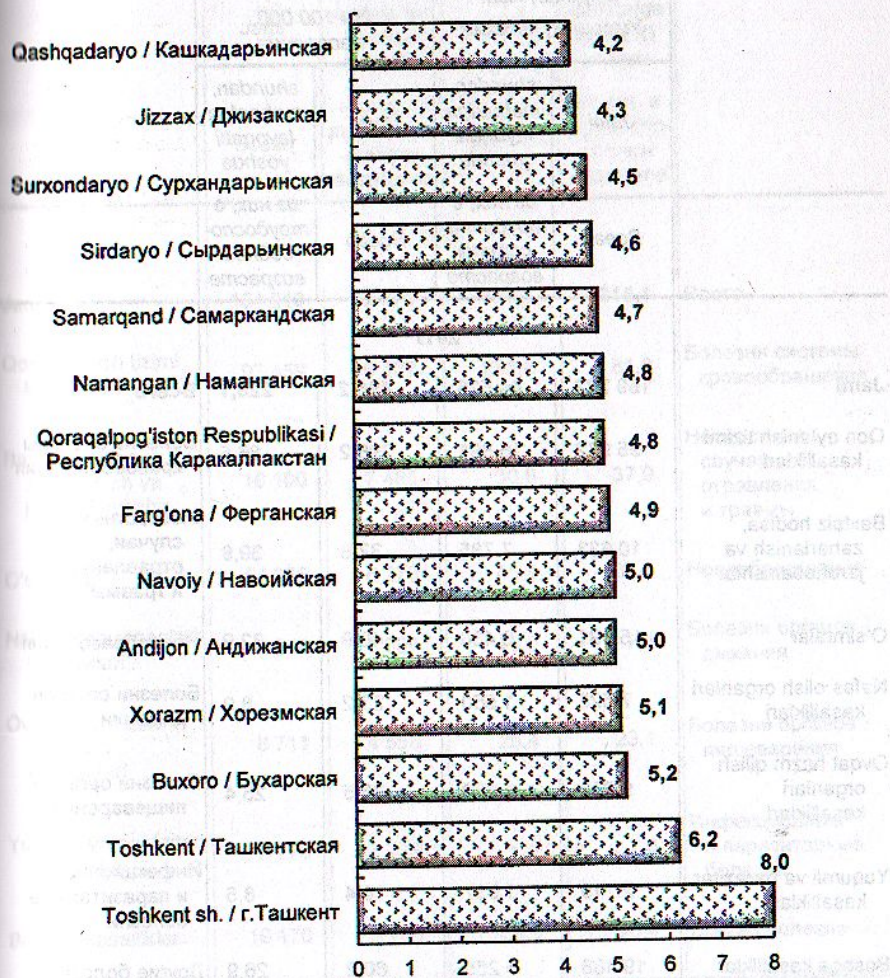 Qashqadaryo / Кашкадарьинская 4,2
Jizzax / Джизакская 4,3
Surxondaryo / Сурхандарьинская 4,5
Sirdaryo / Сырдарьинская 4,6
Samarqand / Самаркандская 4,7
Namangan / Наманганская 4,8
Qoraqalpog'iston Respublikasi /
Республика Каракалпакстан 4,8
Farg'ona / Ферганская 4,9
Navoiy / Навоийская 5,0
Andijon / Андижанская 5,0
Xorazm / Хорезмская 5,1
Buxoro / Бухарская 5,2
Toshkent / Ташкентская 6,2
Toshkent sh. / г.Ташкент 8,0
0 1 2 3 4 5 6 7 8